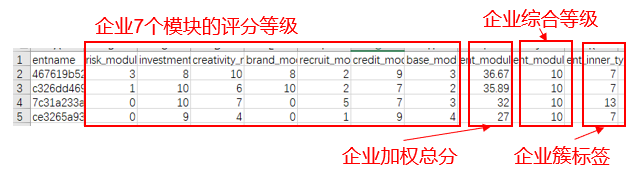 企业7个模块的评分等级
企业综合等级
1 entname risk_modul investment creativity_r brand_mod recruit_mo credit_mod base_mod ent_modul ent_modul ent_inner_ty
2 467619b52 3 8 10 8 2 9 3 36.67 10 7
3 c326dd469 1 10 6 10 2 7 2 35.89 10 7
4 7c31a233a 0 10 7 0 5 7 3 32 10 13
5 ce3265a93 0 9 4 0 1 9 4 27 10 7
企业加权总分
企业簇标签